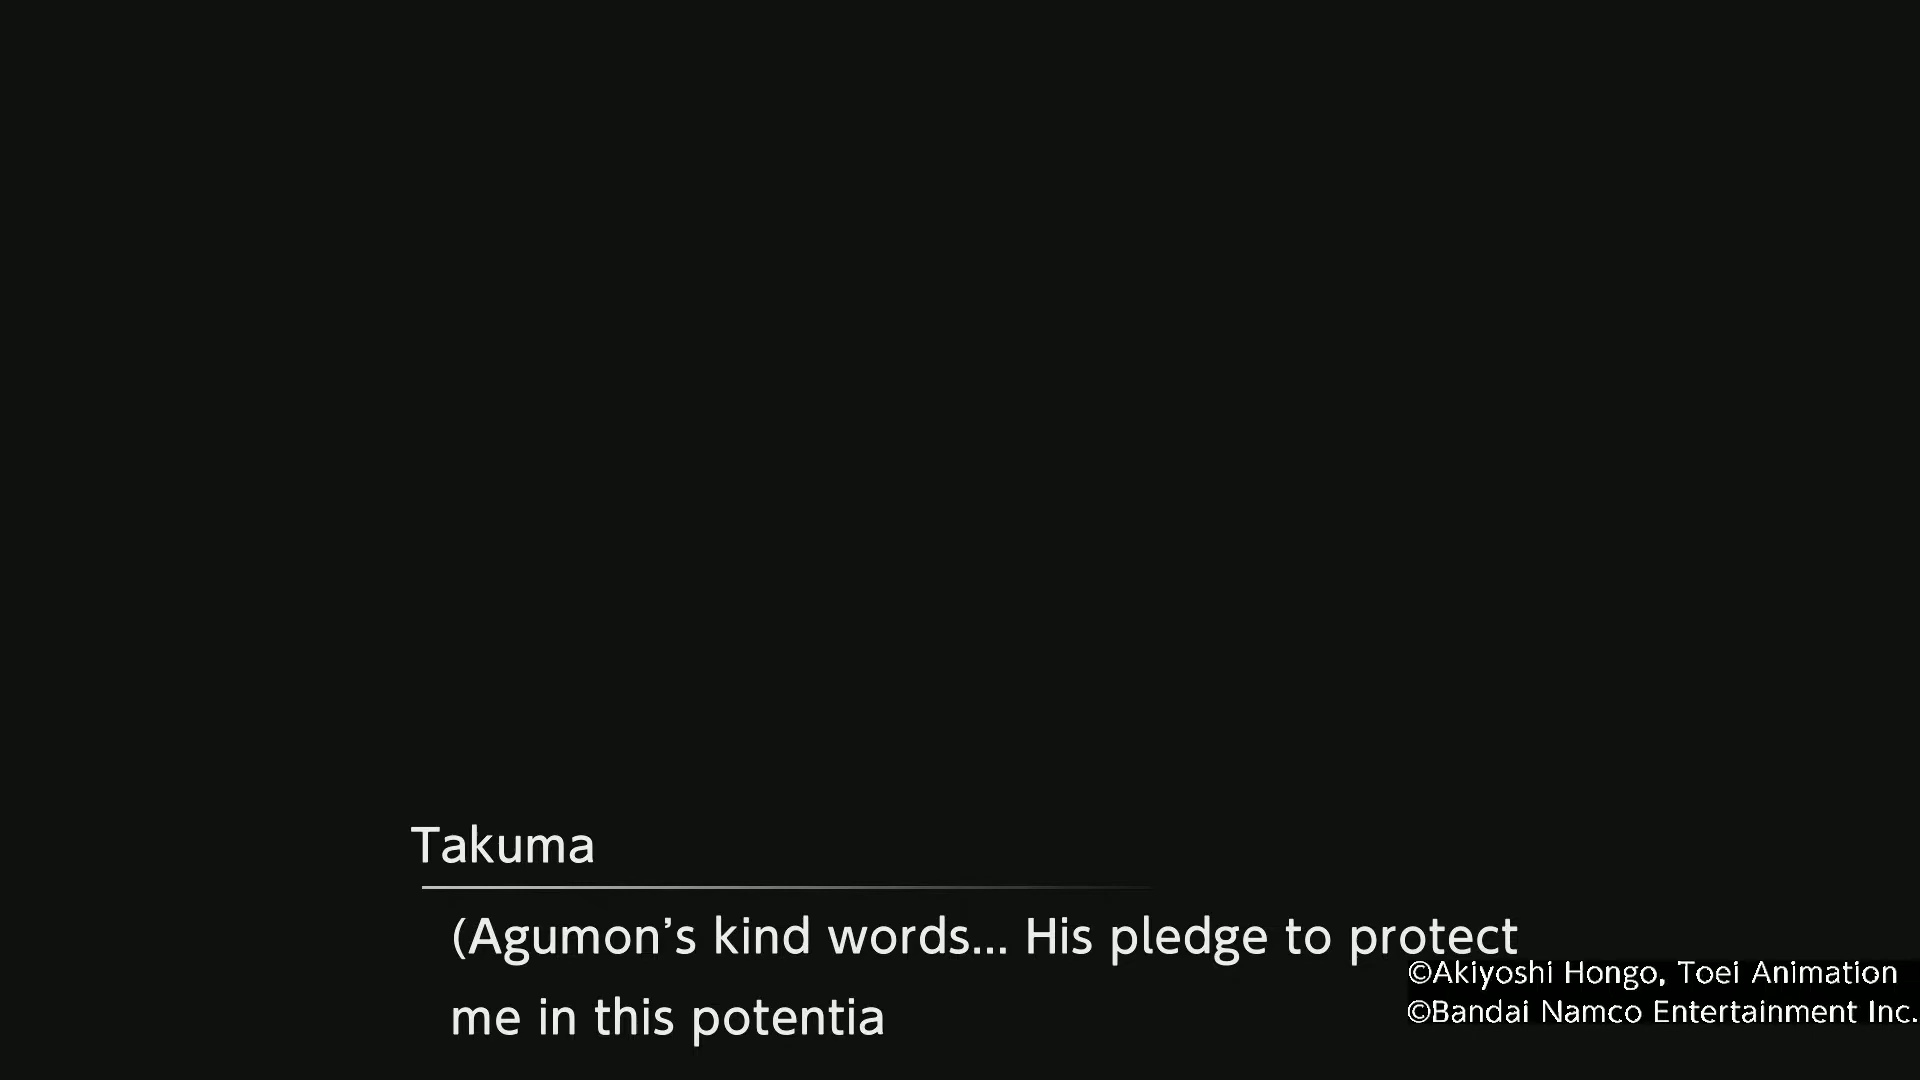 Takuma
(Agumon’s kind words... His pledge to protect
me in this potentia
©Akiyoshi Hongo, Toei Animation
©Bandai Namco Entertainment Inc.